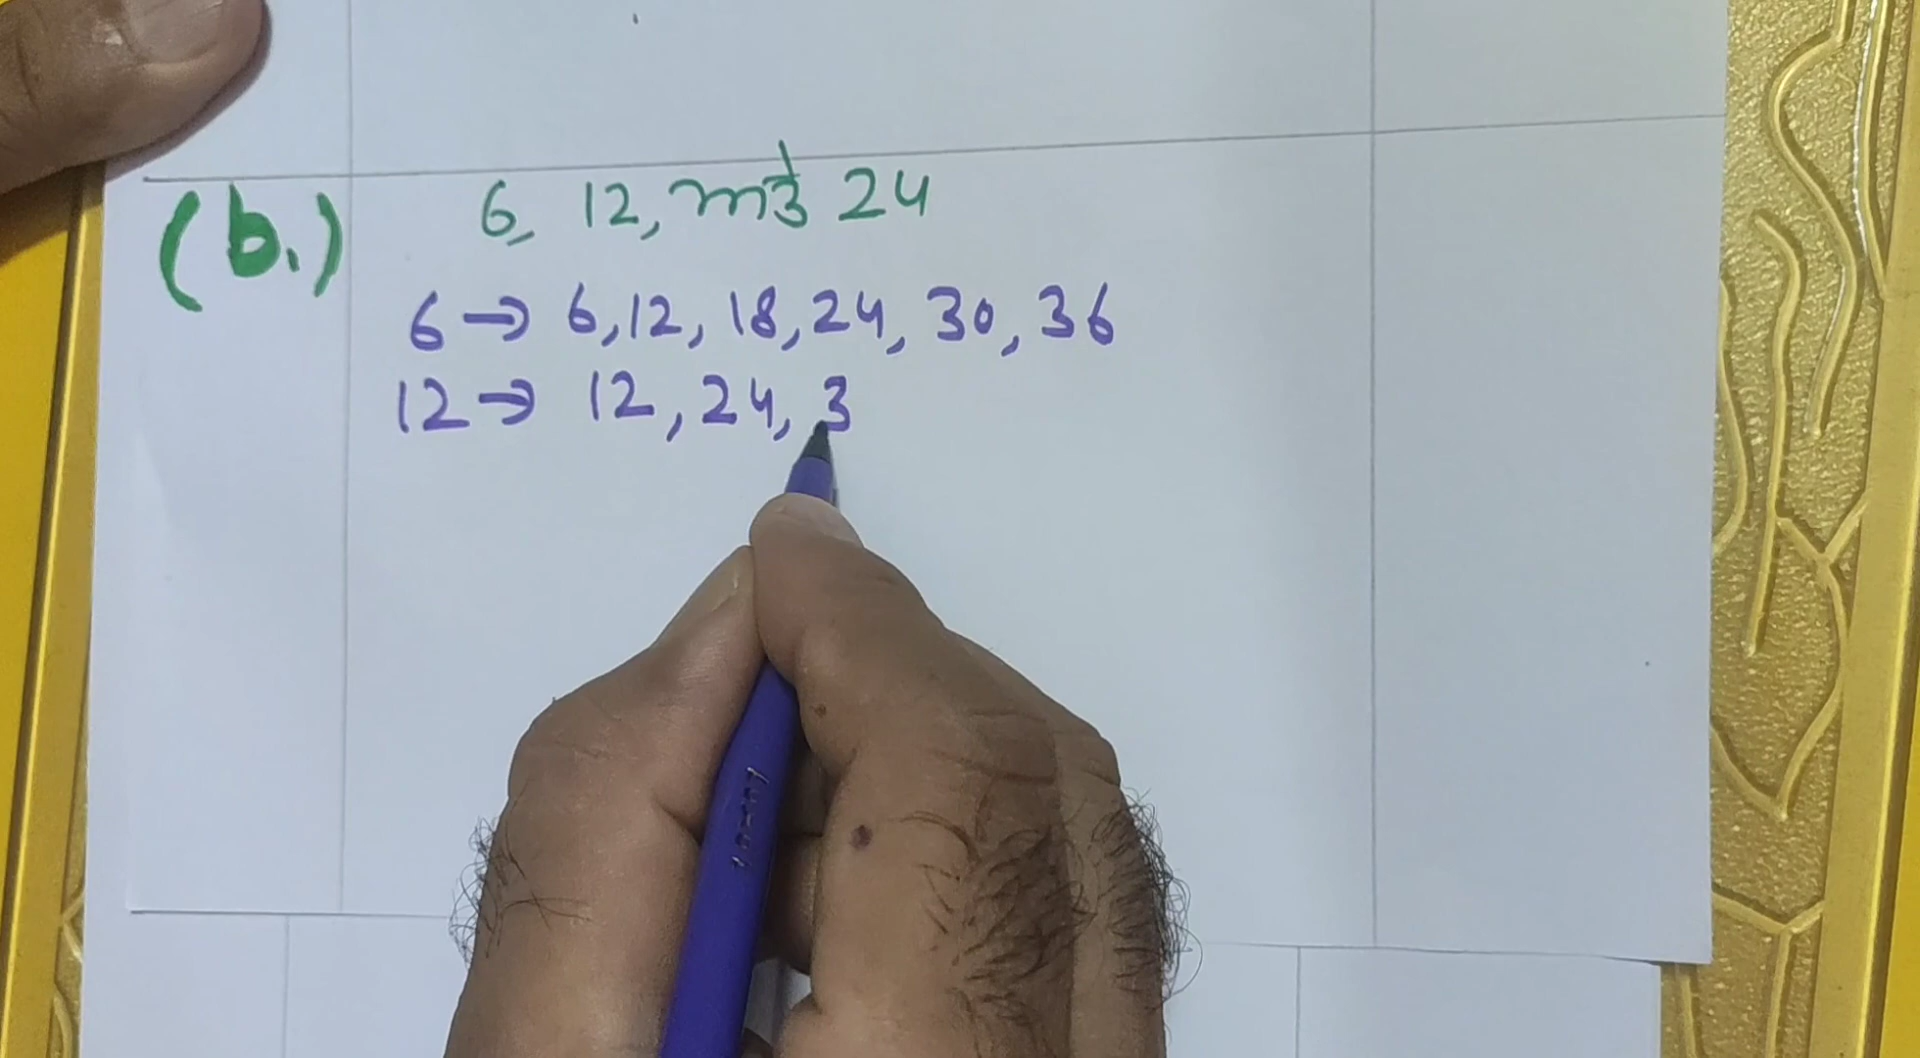 (b.) 6, 12, ਅਤੇ 24
6 → 6, 12, 18, 24, 30, 36
12 → 12, 24, 3